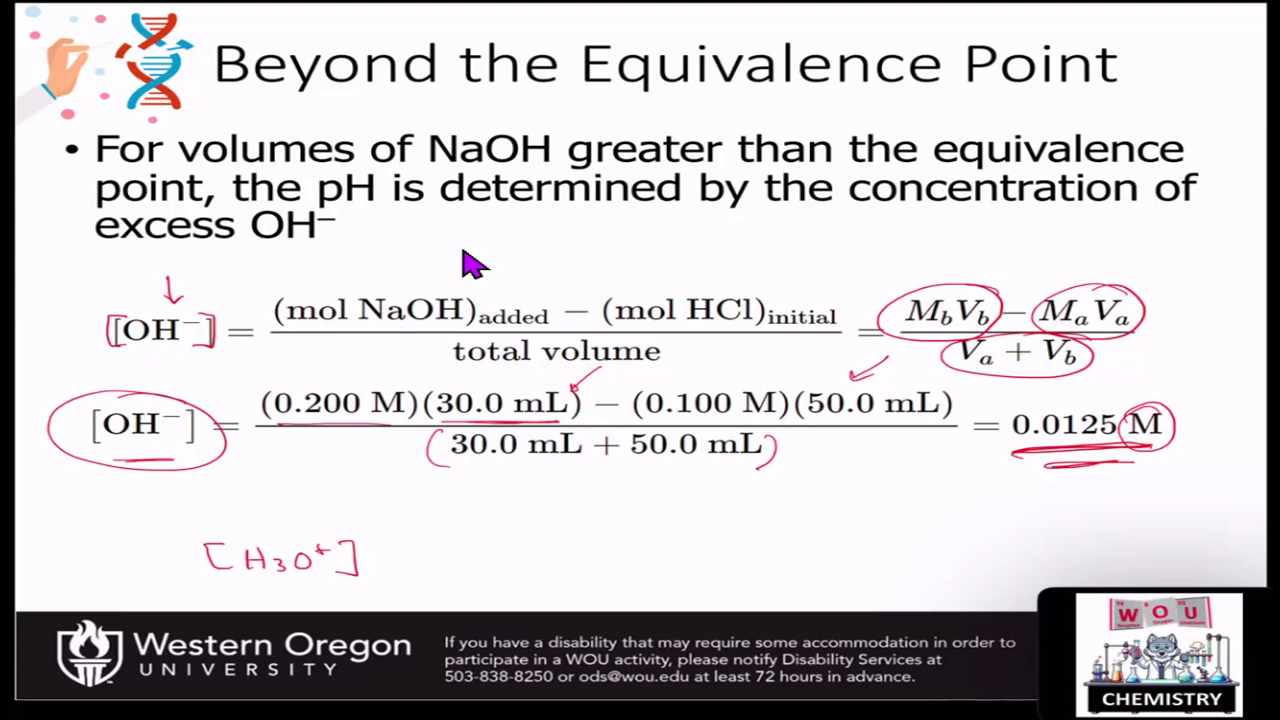 Beyond the Equivalence Point
• For volumes of NaOH greater than the equivalence
point, the pH is determined by the concentration of
excess OH⁻
[OH⁻] = (mol NaOH)added − (mol HCl)initial / total volume = MbVb − MaVa / Va + Vb
[OH⁻] = (0.200 M)(30.0 mL) − (0.100 M)(50.0 mL) / (30.0 mL + 50.0 mL) = 0.0125 M
[H₃O⁺]
Western Oregon
UNIVERSITY
If you have a disability that may require some accommodation in order to
participate in a WOU activity, please notify Disability Services at
503-838-8250 or ods@wou.edu at least 72 hours in advance.
W O U
CHEMISTRY